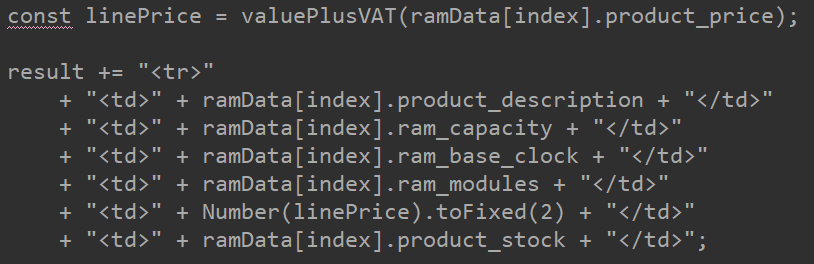 const linePrice = valuePlusVAT(ramData[index].product_price);
result += "<tr>"
+ "<td>" + ramData[index].product_description + "</td>"
+ "<td>" + ramData[index].ram_capacity + "</td>"
+ "<td>" + ramData[index].ram_base_clock + "</td>"
+ "<td>" + ramData[index].ram_modules + "</td>"
+ "<td>" + Number(linePrice).toFixed(2) + "</td>"
+ "<td>" + ramData[index].product_stock + "</td>";